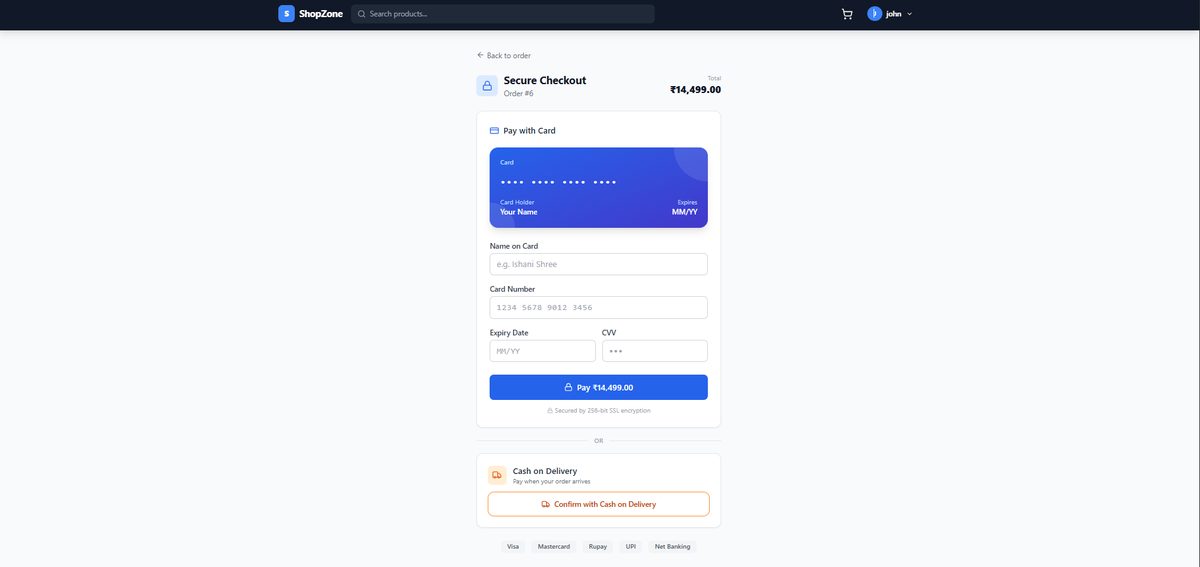 S ShopZone Search products... j john
Back to order
Secure Checkout
Order #6
Total
₹14,499.00
Pay with Card
Card
•••• •••• •••• ••••
Card Holder
Your Name
Expires
MM/YY
Name on Card
e.g. Ishani Shree
Card Number
1234 5678 9012 3456
Expiry Date
MM/YY
CVV
•••
Pay ₹14,499.00
Secured by 256-bit SSL encryption
OR
Cash on Delivery
Pay when your order arrives
Confirm with Cash on Delivery
Visa Mastercard Rupay UPI Net Banking